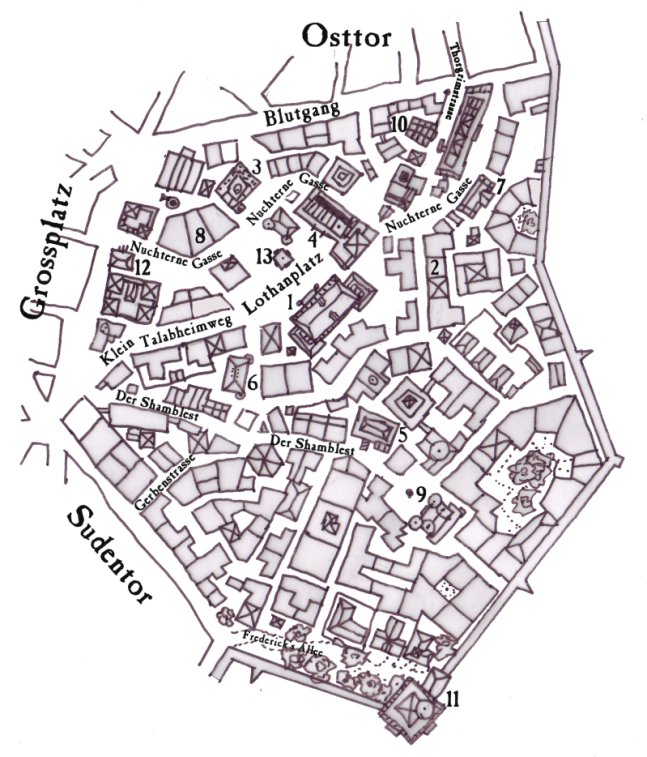 Osttor
Thorgrimstrasse
Blutgang
10
3
Nuchterne Gasse
7
Nuchterne Gasse
Grossplatz
8
4
Nuchterne Gasse
13
12
2
Lothanplatz
1
Klein Talabheimweg
6
Der Shamblest
5
Der Shamblest
Gerbenstrasse
9
Sudentor
Frederick's Allee
11